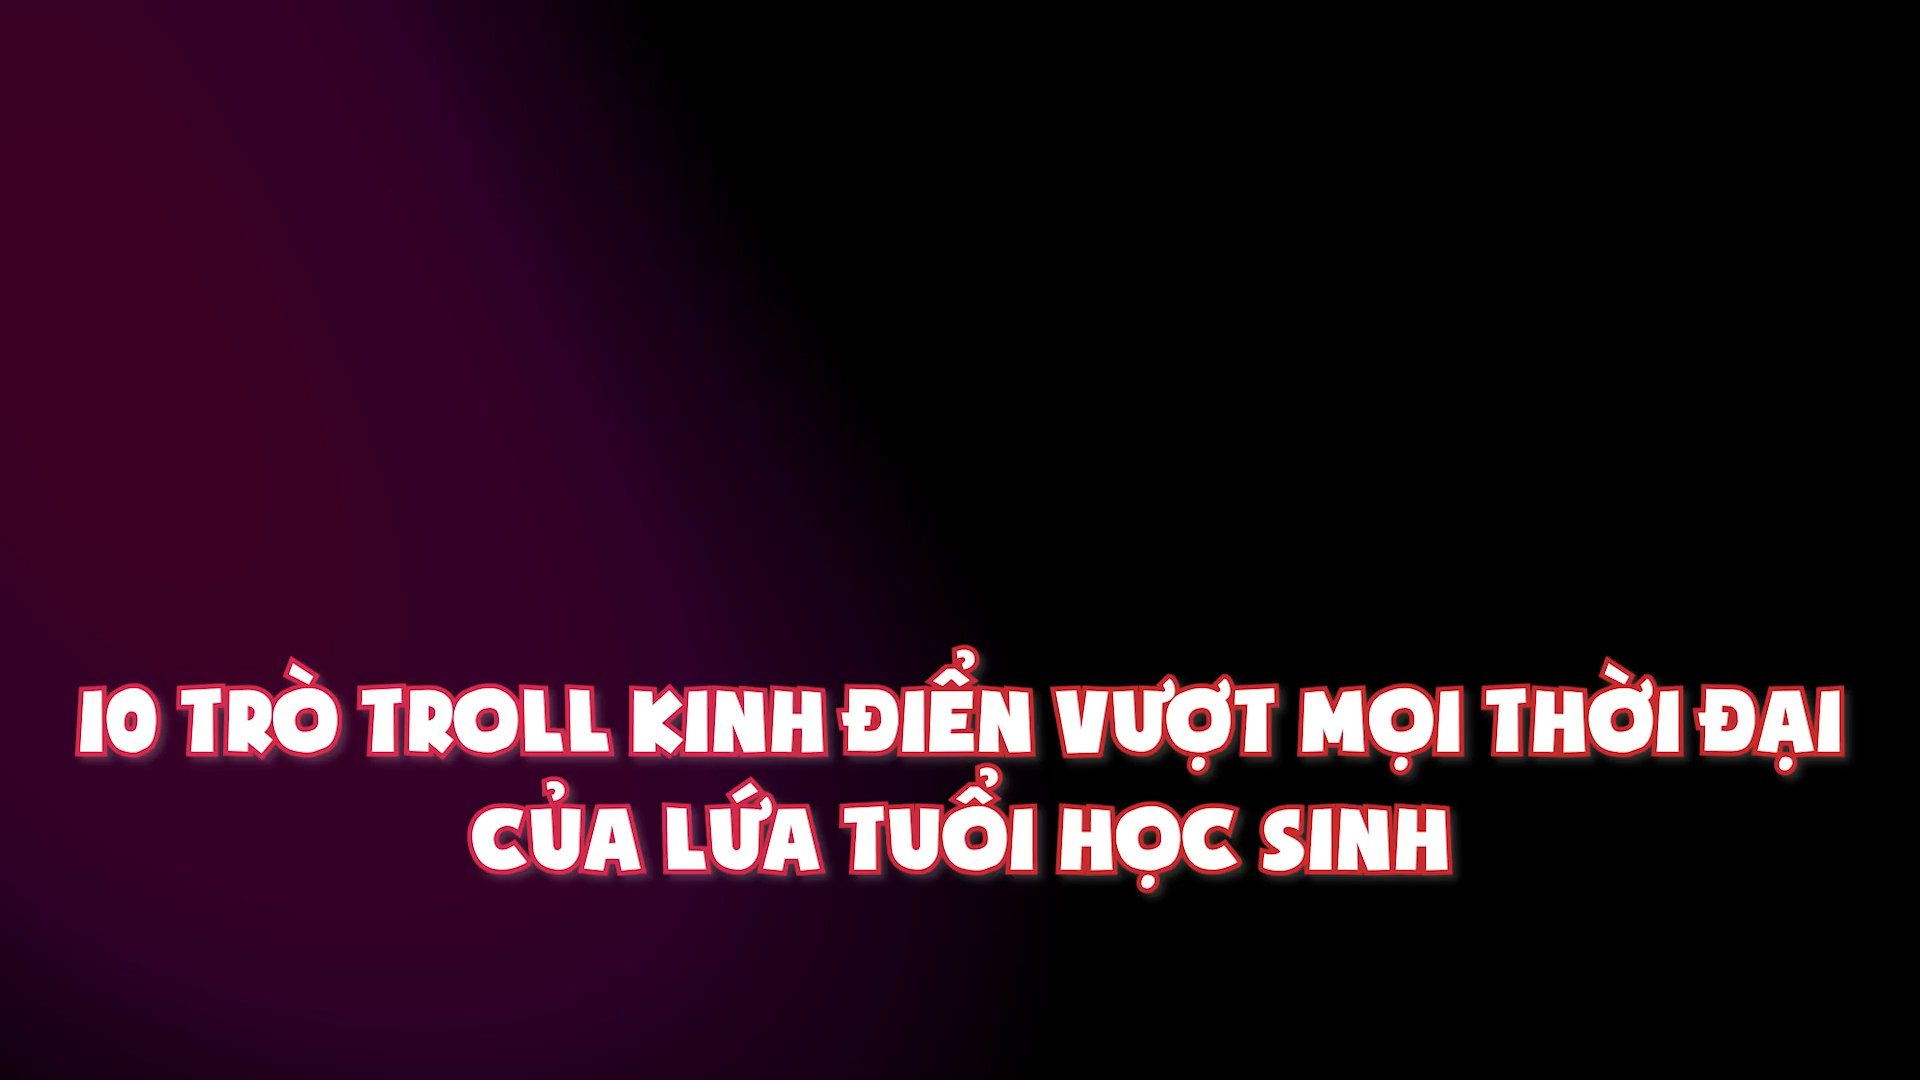 10 TRÒ TROLL KINH ĐIỂN VƯỢT MỌI THỜI ĐẠI
CỦA LỨA TUỔI HỌC SINH